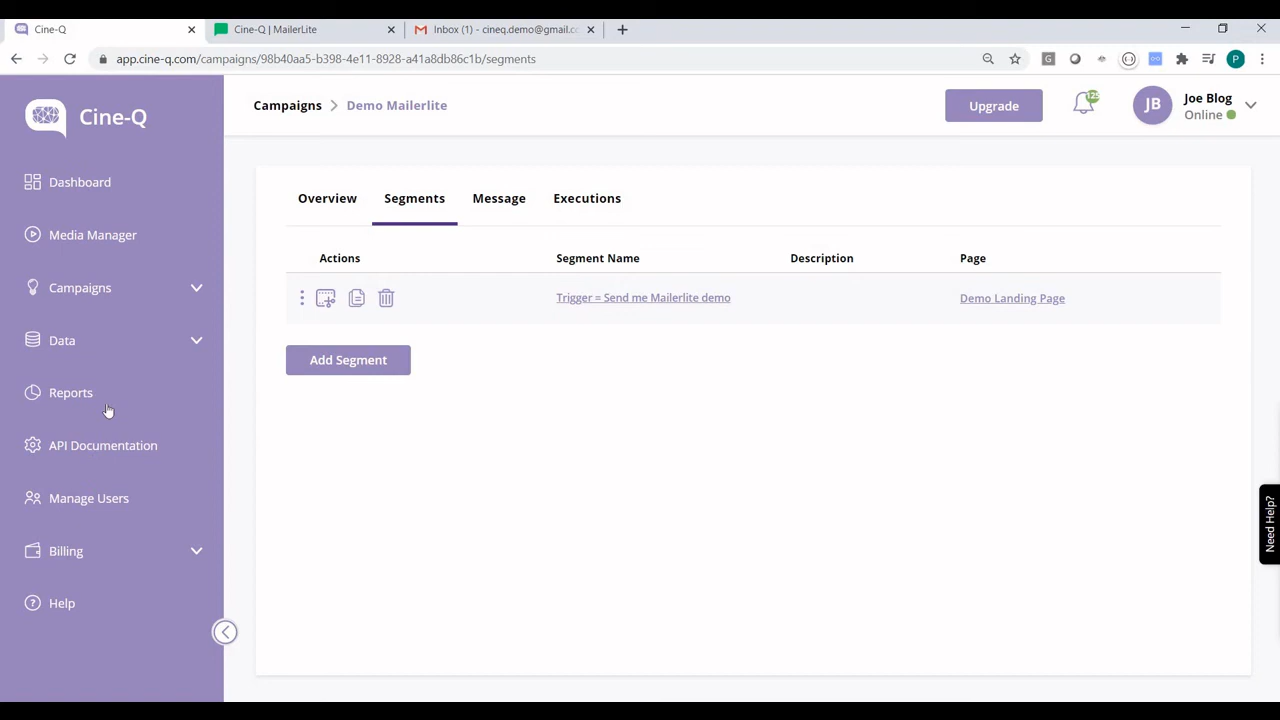 Cine-Q
Cine-Q | MailerLite
Inbox (1) - cineq.demo@gmail.cc
app.cine-q.com/campaigns/98b40aa5-b398-4e11-8928-a41a8db86c1b/segments
G
P
Cine-Q
Campaigns > Demo Mailerlite
Upgrade
125
JB
Joe Blog
Online
Dashboard
Media Manager
Campaigns
Data
Reports
API Documentation
Manage Users
Billing
Help
Overview
Segments
Message
Executions
Actions
Segment Name
Description
Page
Trigger = Send me Mailerlite demo
Demo Landing Page
Add Segment
Need Help?